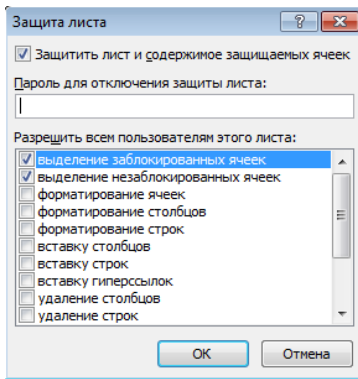 Защита листа
Защитить лист и содержимое защищаемых ячеек
Пароль для отключения защиты листа:
Разрешить всем пользователям этого листа:
выделение заблокированных ячеек
выделение незаблокированных ячеек
форматирование ячеек
форматирование столбцов
форматирование строк
вставку столбцов
вставку строк
вставку гиперссылок
удаление столбцов
удаление строк
ОК Отмена